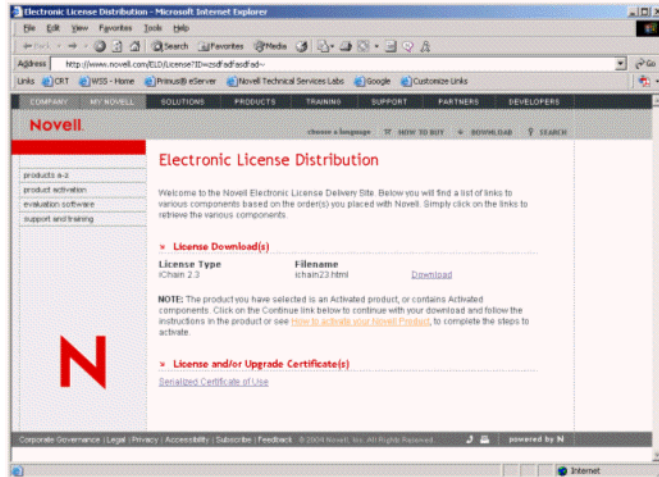 Electronic License Distribution - Microsoft Internet Explorer
File Edit View Favorites Tools Help
Back Search Favorites Media
Address http://www.novell.com/ELD/License?ID=zsdfadfasdfad~ Go
Links CRT WSS - Home Primus® eServer Novell Technical Services Labs Google Customize Links
COMPANY MY NOVELL SOLUTIONS PRODUCTS TRAINING SUPPORT PARTNERS DEVELOPERS
Novell.
choose a language HOW TO BUY DOWNLOAD SEARCH
Electronic License Distribution
products a-z
product activation
evaluation software
support and training
Welcome to the Novell Electronic License Delivery Site. Below you will find a list of links to
various components based on the order(s) you placed with Novell. Simply click on the links to
retrieve the various components.
License Download(s)
License Type Filename
iChain 2.3 ichain23.html Download
NOTE: The product you have selected is an Activated product, or contains Activated
components. Click on the Continue link below to continue with your download and follow the
instructions in the product or see How to activate your Novell Product, to complete the steps to
activate.
N
License and/or Upgrade Certificate(s)
Serialized Certificate of Use
Corporate Governance | Legal | Privacy | Accessibility | Subscribe | Feedback © 2004 Novell, Inc. All Rights Reserved. powered by N
Internet